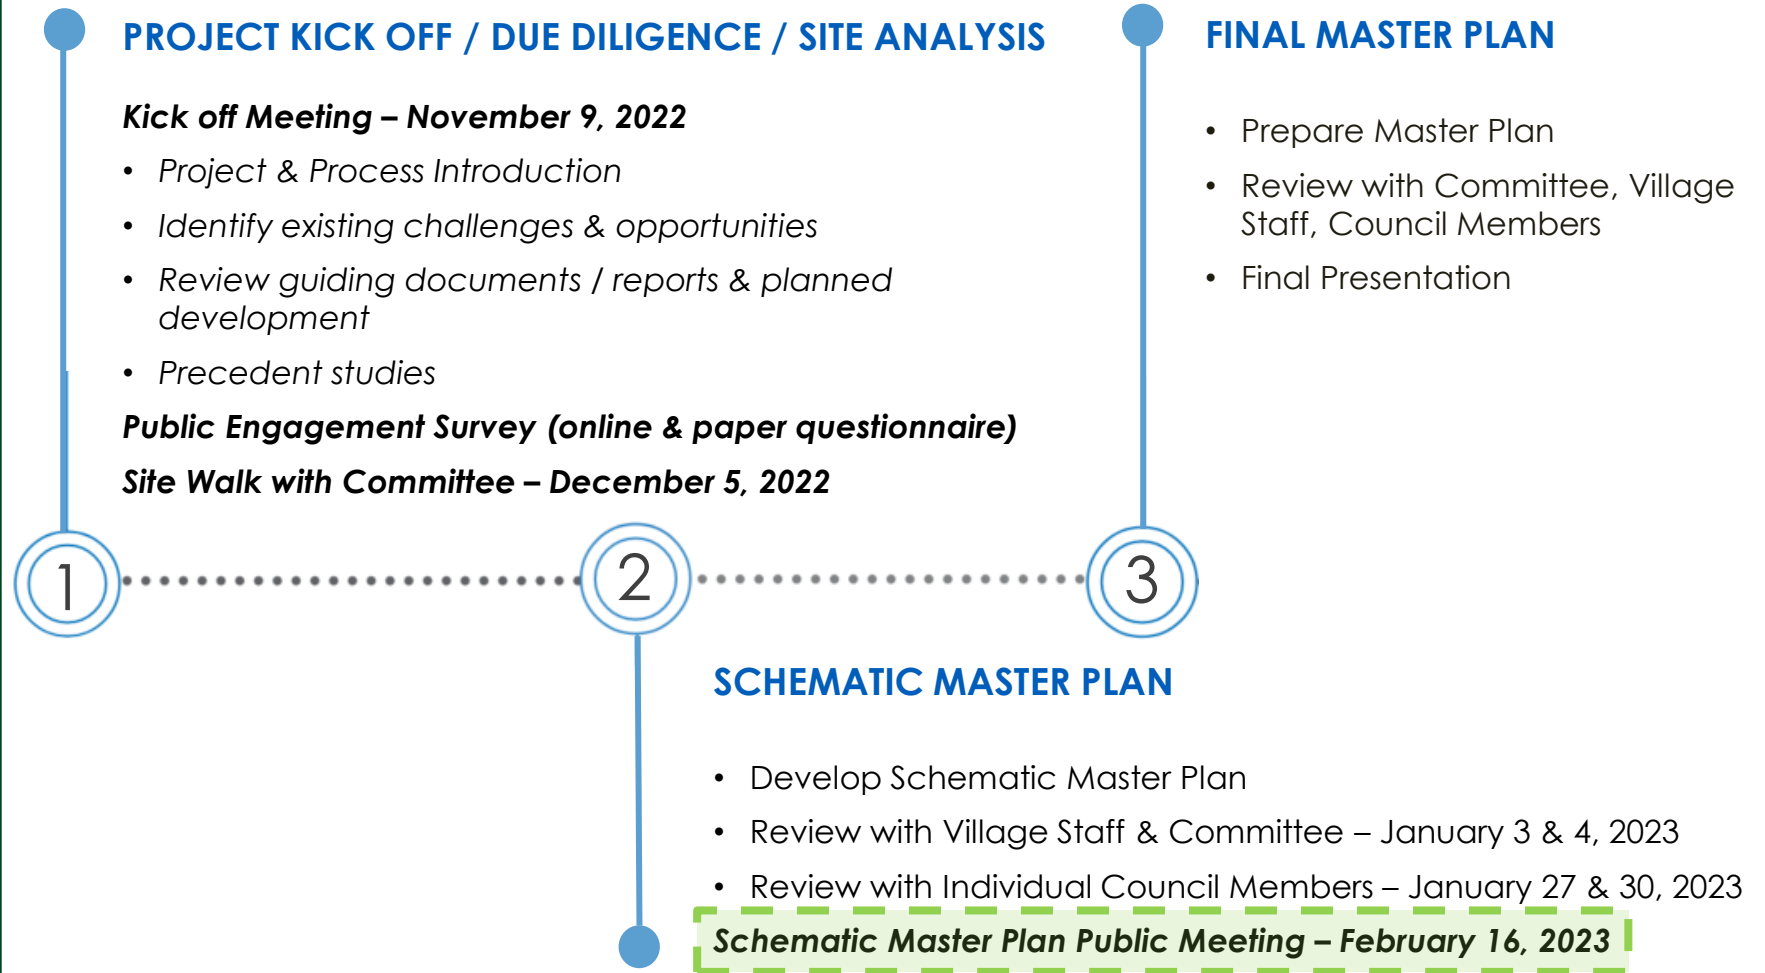 PROJECT KICK OFF / DUE DILIGENCE / SITE ANALYSIS
Kick off Meeting – November 9, 2022
• Project & Process Introduction
• Identify existing challenges & opportunities
• Review guiding documents / reports & planned
development
• Precedent studies
Public Engagement Survey (online & paper questionnaire)
Site Walk with Committee – December 5, 2022
1
2
SCHEMATIC MASTER PLAN
• Develop Schematic Master Plan
• Review with Village Staff & Committee – January 3 & 4, 2023
• Review with Individual Council Members – January 27 & 30, 2023
Schematic Master Plan Public Meeting – February 16, 2023
3
FINAL MASTER PLAN
• Prepare Master Plan
• Review with Committee, Village
Staff, Council Members
• Final Presentation